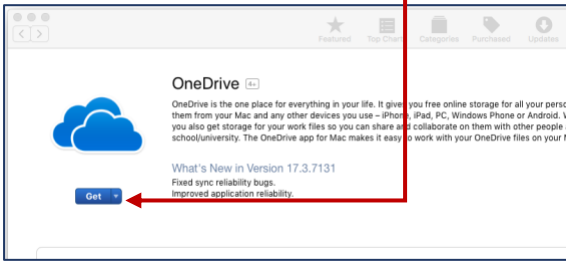 Featured Top Charts Categories Purchased Updates
OneDrive 4+
OneDrive is the one place for everything in your life. It gives you free online storage for all your perso
them from your Mac and any other devices you use – iPhone, iPad, PC, Windows Phone or Android. W
you also get storage for your work files so you can share and collaborate on them with other people a
school/university. The OneDrive app for Mac makes it easy to work with your OneDrive files on your M
What's New in Version 17.3.7131
Fixed sync reliability bugs.
Get
Improved application reliability.